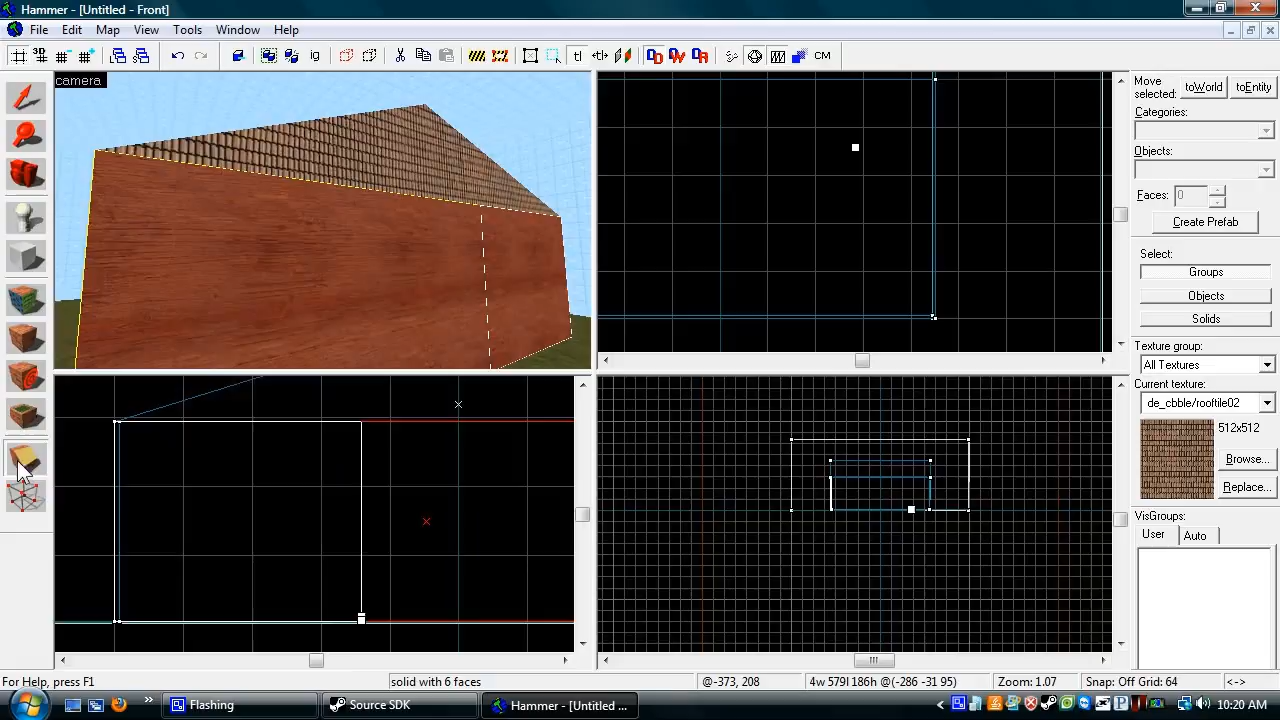 Hammer - [Untitled - Front]
File Edit Map View Tools Window Help
camera
Move selected:
toWorld toEntity
Categories:
Objects:
Faces: 0
Create Prefab
Select:
Groups
Objects
Solids
Texture group:
All Textures
Current texture:
de_cbble/rooftile02
512x512
Browse...
Replace...
VisGroups:
User Auto
For Help, press F1 solid with 6 faces @-373, 208 4w 579l 186h @(-286 -31 95) Zoom: 1.07 Snap: Off Grid: 64 <->
Flashing Source SDK Hammer - [Untitled ... 10:20 AM